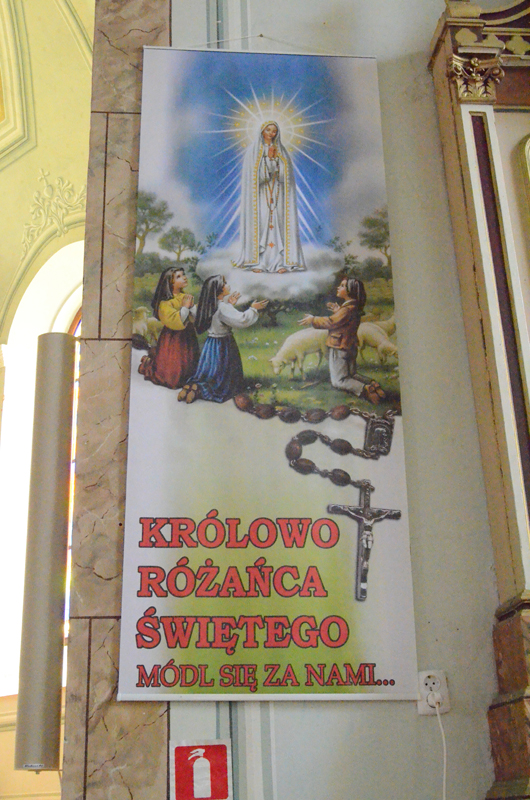 KRÓLOWO
RÓŻAŃCA
ŚWIĘTEGO
MÓDL SIĘ ZA NAMI...